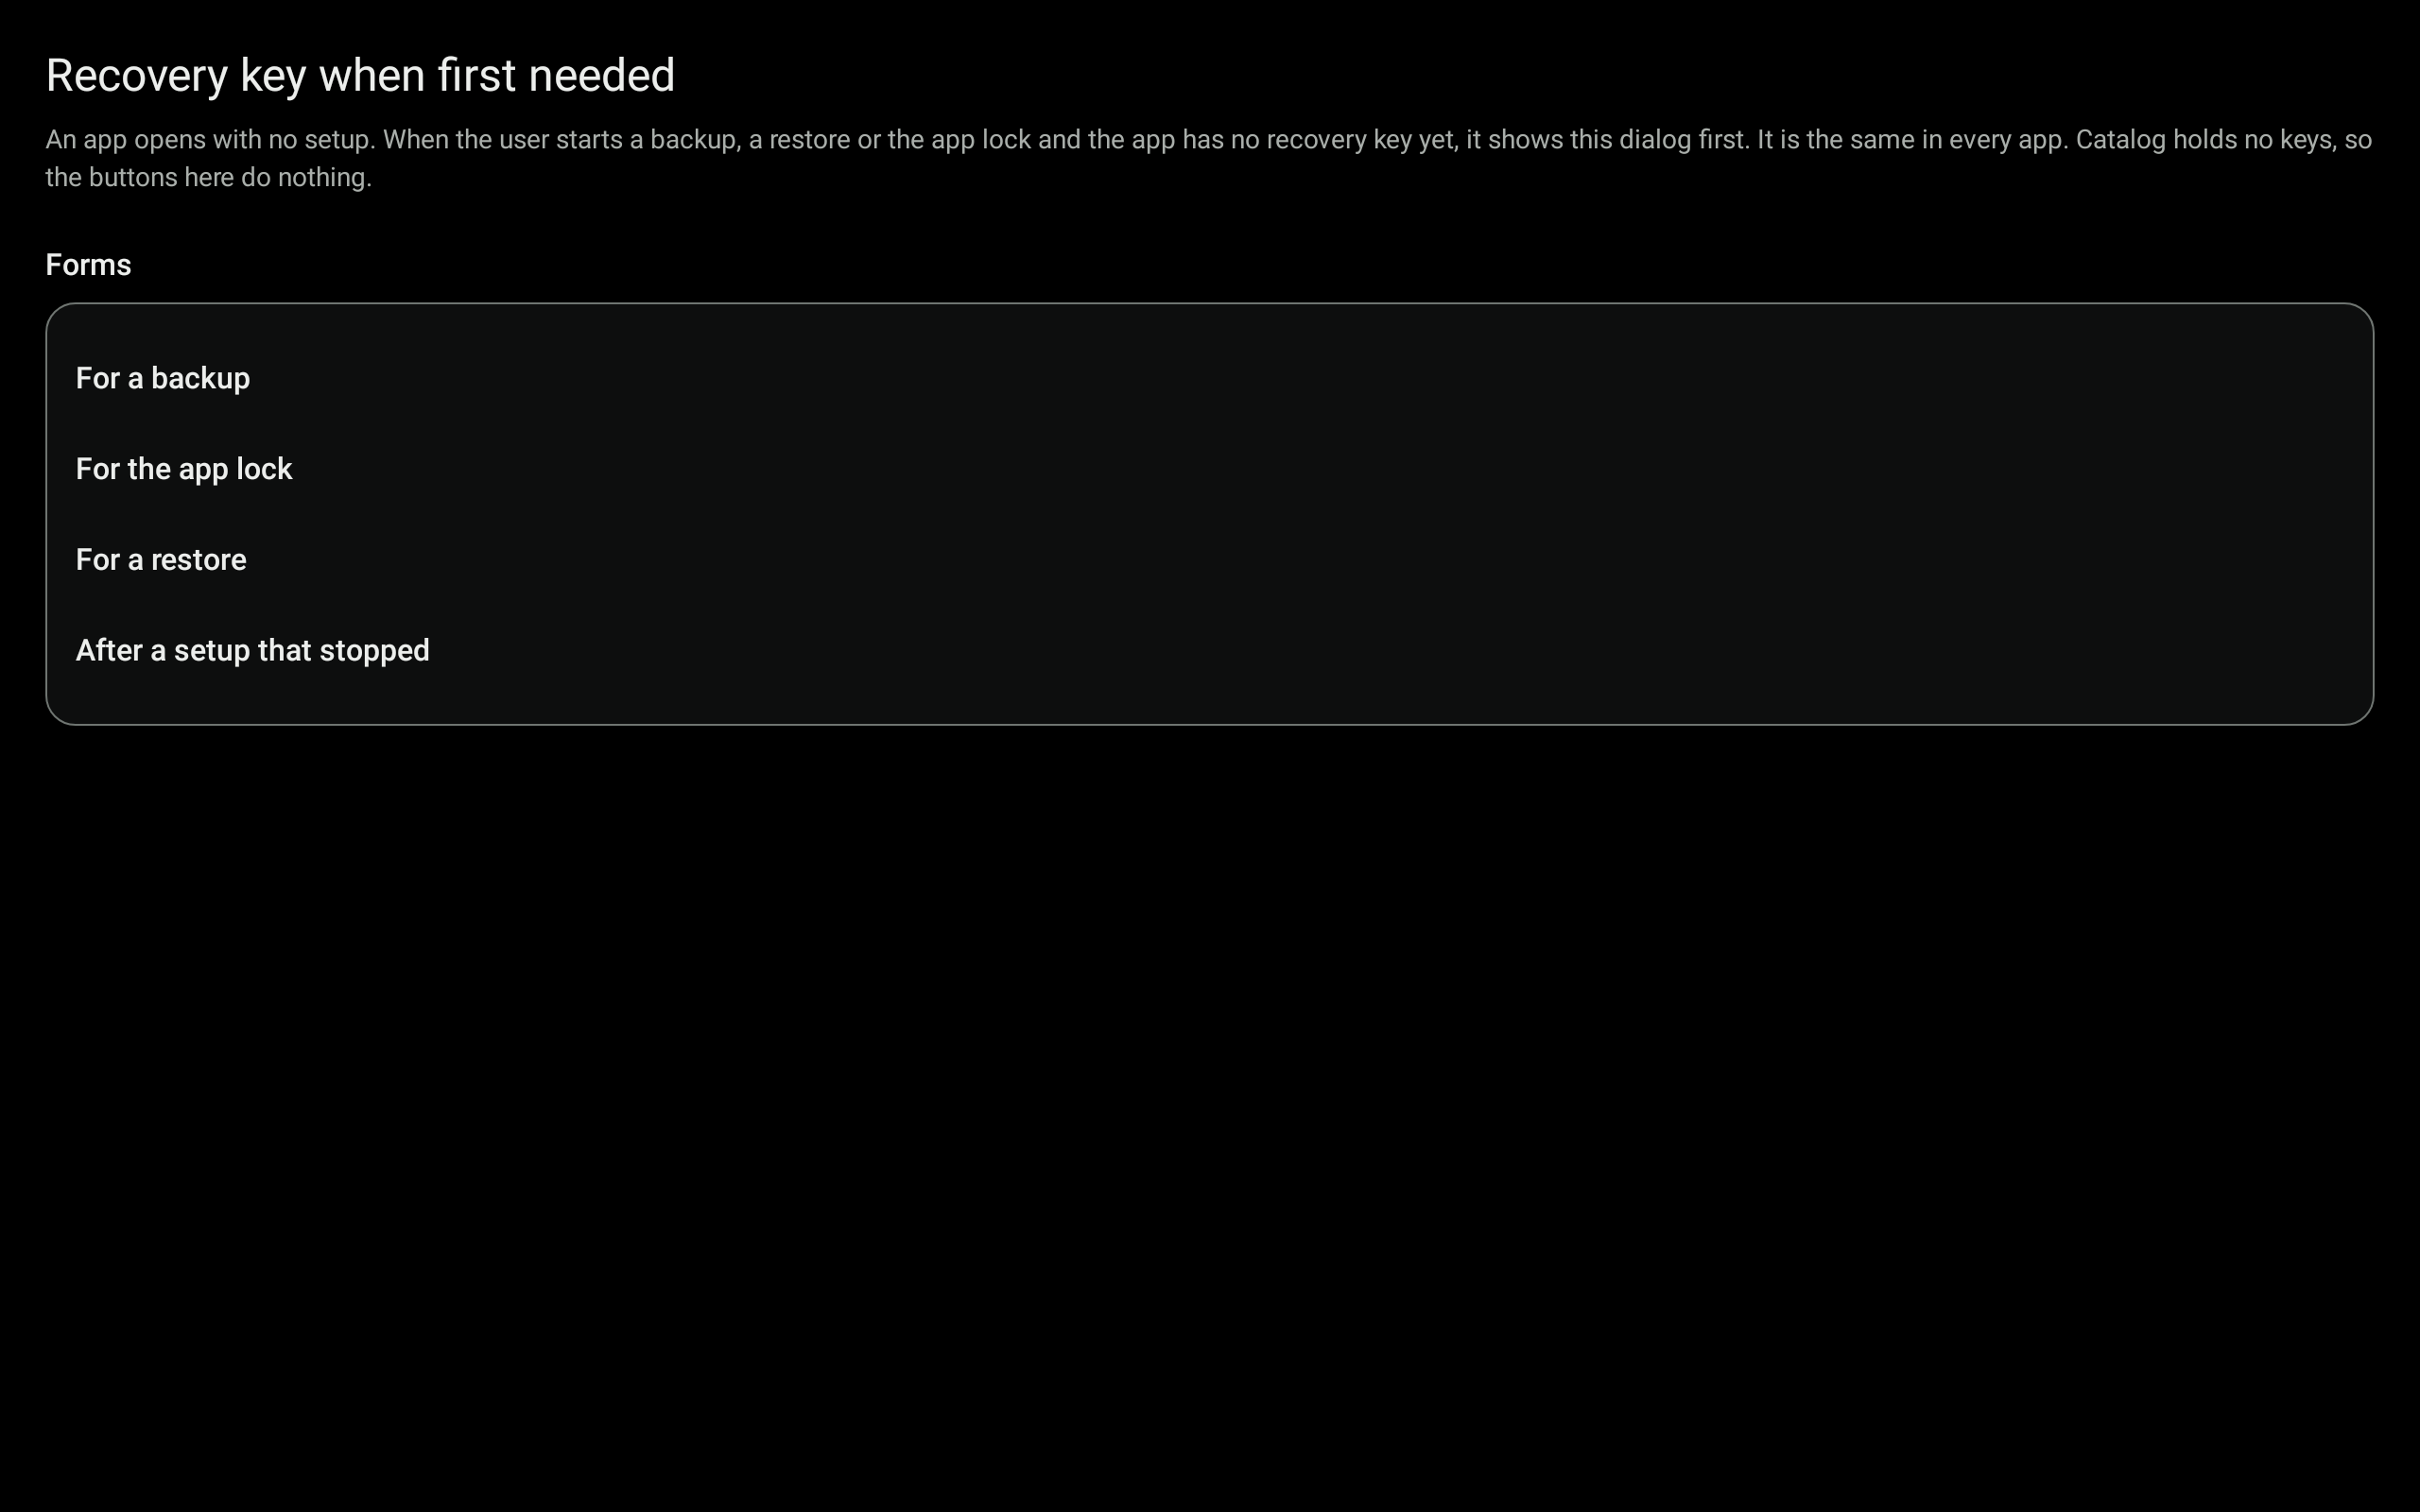 Recovery key when first needed
An app opens with no setup. When the user starts a backup, a restore or the app lock and the app has no recovery key yet, it shows this dialog first. It is the same in every app. Catalog holds no keys, so
the buttons here do nothing.
Forms
For a backup
For the app lock
For a restore
After a setup that stopped